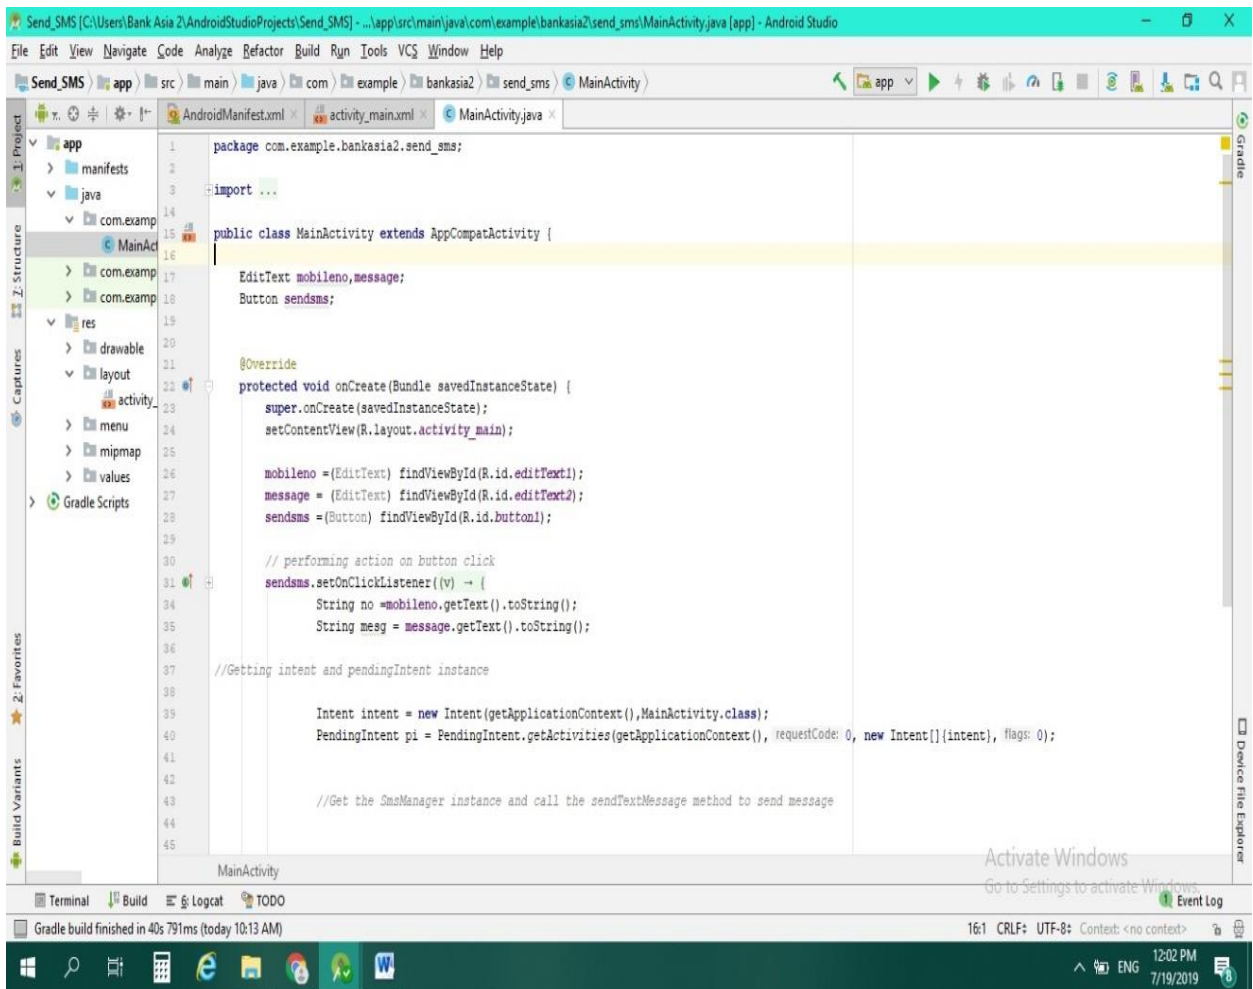 Send_SMS [C:\Users\Bank Asia 2\AndroidStudioProjects\Send_SMS] - ...\app\src\main\java\com\example\bankasia2\send_sms\MainActivity.java [app] - Android Studio
File Edit View Navigate Code Analyze Refactor Build Run Tools VCS Window Help
Send_SMS app src main java com example bankasia2 send_sms MainActivity
app
AndroidManifest.xml activity_main.xml MainActivity.java
1: Project
Z: Structure
Captures
2: Favorites
Build Variants
app
manifests
java
com.examp
MainAct
com.examp
com.examp
res
drawable
layout
activity_
menu
mipmap
values
Gradle Scripts
1 package com.example.bankasia2.send_sms;
2
3 import ...
14
15 public class MainActivity extends AppCompatActivity {
16
17 EditText mobileno,message;
18 Button sendsms;
19
20
21 @Override
22 protected void onCreate(Bundle savedInstanceState) {
23 super.onCreate(savedInstanceState);
24 setContentView(R.layout.activity_main);
25
26 mobileno =(EditText) findViewById(R.id.editText1);
27 message = (EditText) findViewById(R.id.editText2);
28 sendsms =(Button) findViewById(R.id.button1);
29
30 // performing action on button click
31 sendsms.setOnClickListener((v) → {
34 String no =mobileno.getText().toString();
35 String mesg = message.getText().toString();
36
37 //Getting intent and pendingIntent instance
38
39 Intent intent = new Intent(getApplicationContext(),MainActivity.class);
40 PendingIntent pi = PendingIntent.getActivities(getApplicationContext(), requestCode: 0, new Intent[]{intent}, flags: 0);
41
42
43 //Get the SmsManager instance and call the sendTextMessage method to send message
44
45
MainActivity
Gradle
Device File Explorer
Activate Windows
Go to Settings to activate Windows.
Terminal Build 6: Logcat TODO
1 Event Log
Gradle build finished in 40s 791ms (today 10:13 AM)
16:1 CRLF UTF-8 Context: <no context>
ENG
12:02 PM
7/19/2019
8